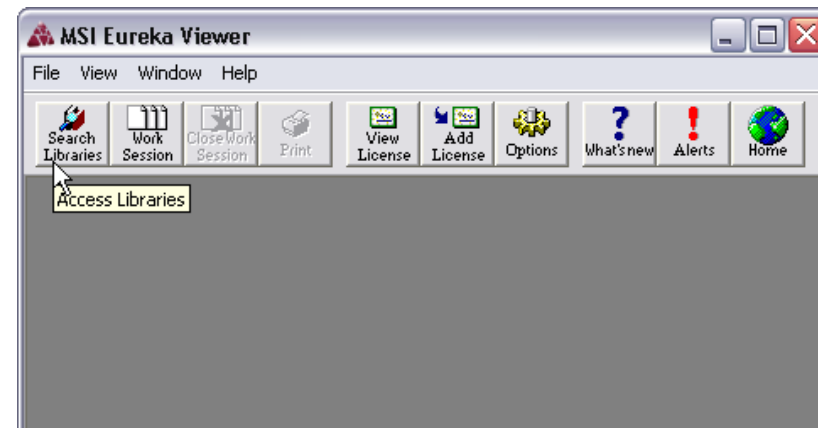 MSI Eureka Viewer
File View Window Help
Search Libraries
Work Session
Close Work Session
Print
View License
Add License
Options
What's new
Alerts
Home
Access Libraries